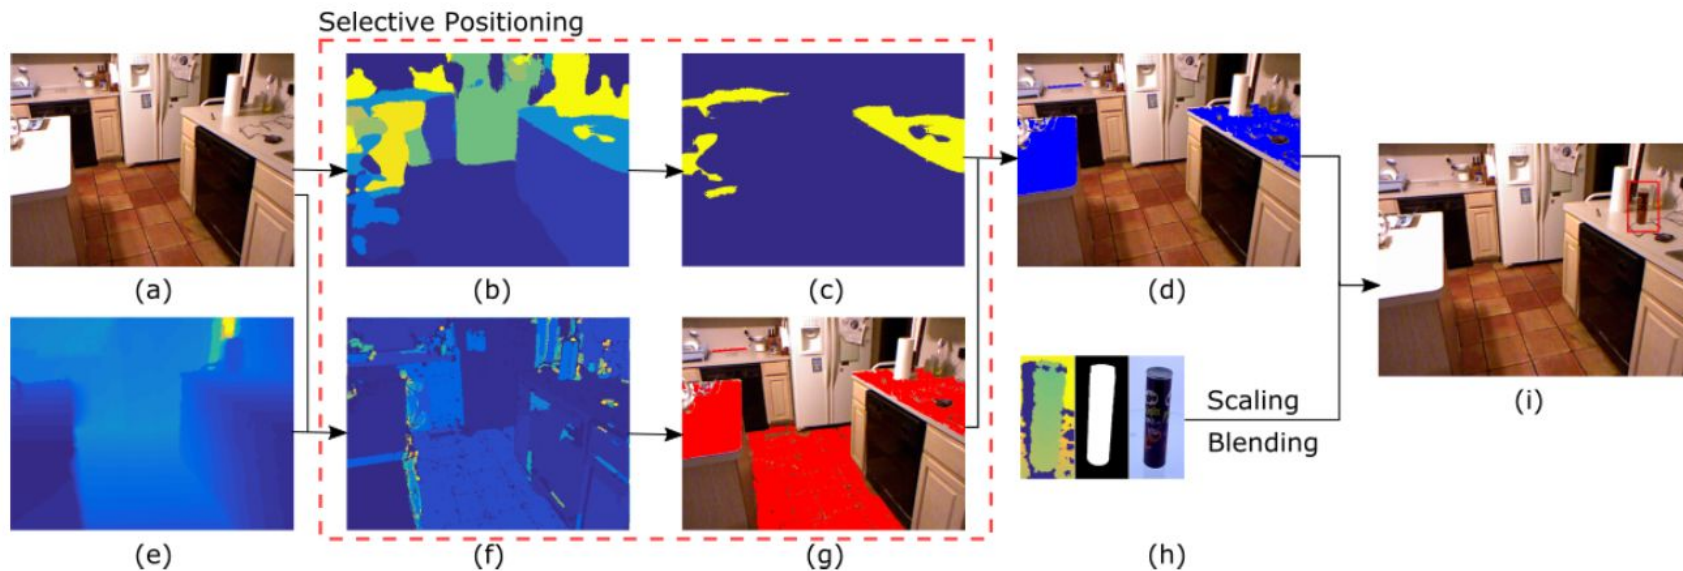 Selective Positioning
(a)
(b)
(c)
(d)
(e)
(f)
(g)
(h)
(i)
Scaling
Blending